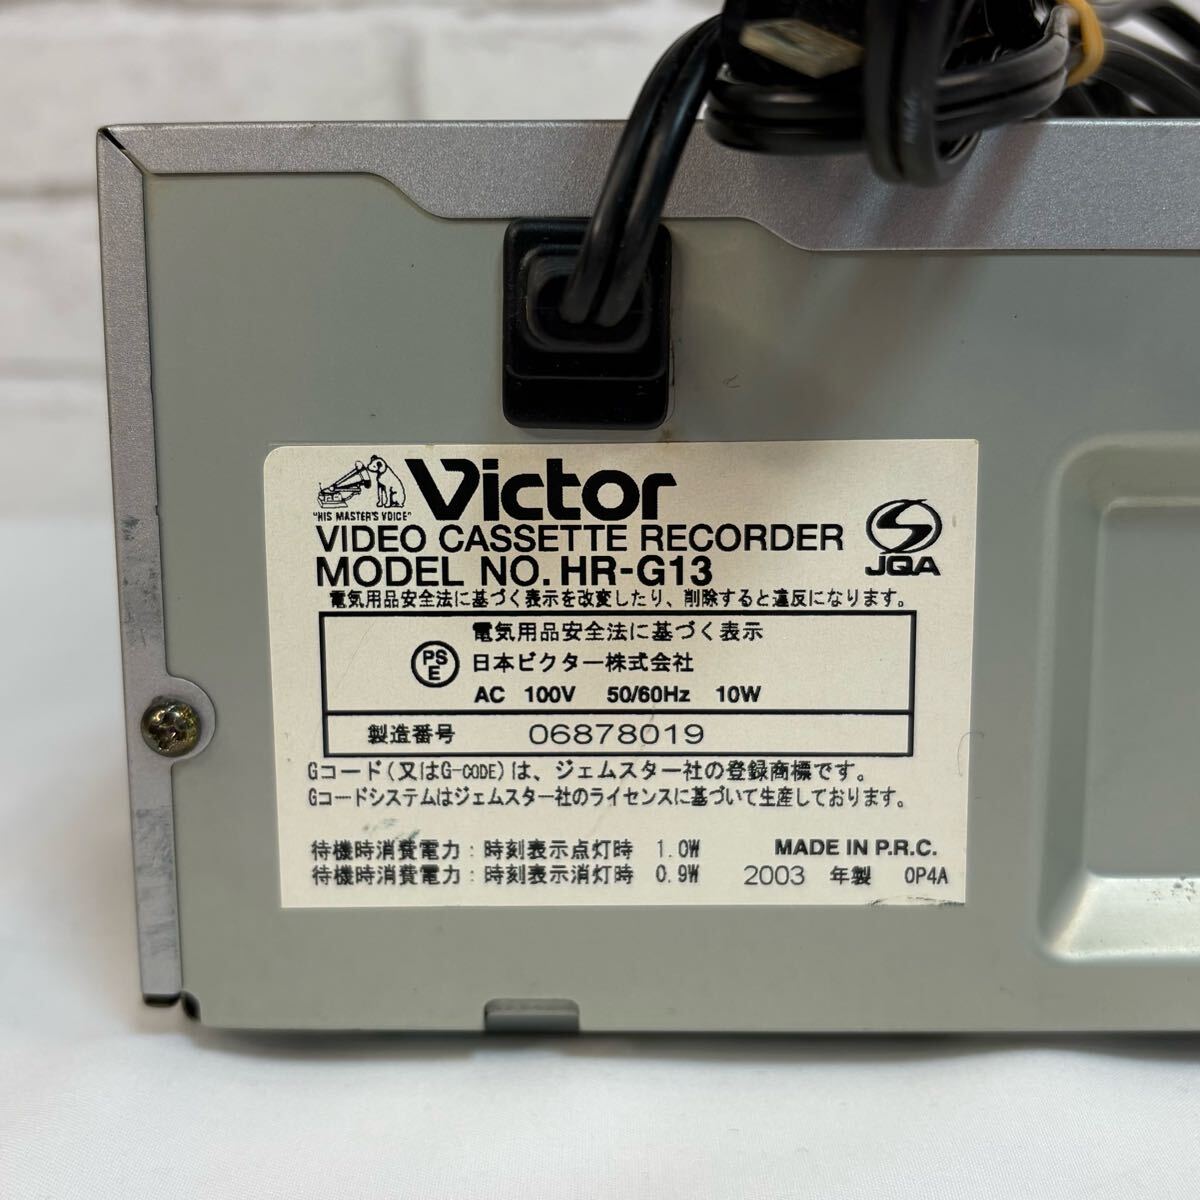 "HIS MASTER'S VOICE"
Victor
VIDEO CASSETTE RECORDER
MODEL NO. HR-G13
JQA
電気用品安全法に基づく表示を改変したり、削除すると違反になります。
電気用品安全法に基づく表示
PSE 日本ビクター株式会社
AC 100V 50/60Hz 10W
製造番号 06878019
Gコード(又はG-CODE)は、ジェムスター社の登録商標です。
Gコードシステムはジェムスター社のライセンスに基づいて生産しております。
待機時消費電力:時刻表示点灯時 1.0W MADE IN P.R.C.
待機時消費電力:時刻表示消灯時 0.9W 2003 年製 0P4A